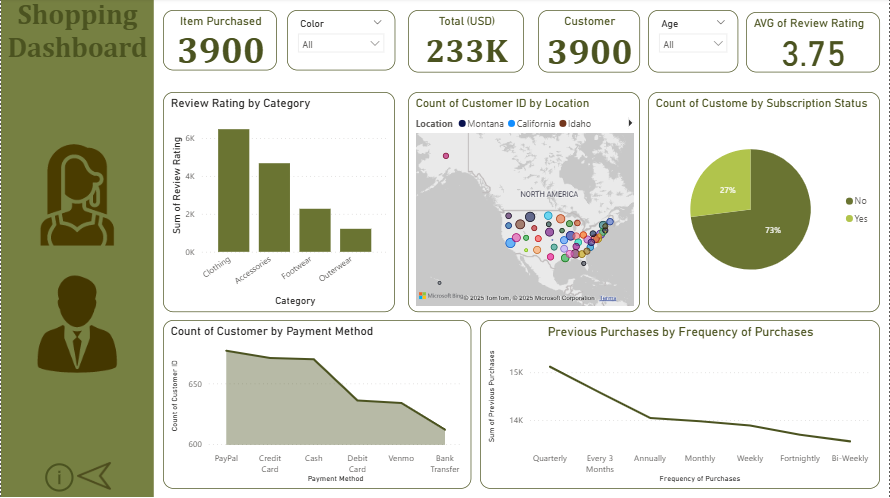 Shopping
Dashboard
Item Purchased
3900
Color
All
Total (USD)
233K
Customer
3900
Age
All
AVG of Review Rating
3.75
Review Rating by Category
Sum of Review Rating
6K
4K
2K
0K
Clothing
Accessories
Footwear
Outerwear
Category
Count of Customer ID by Location
Location Montana California Idaho
NORTH AMERICA
Microsoft Bing
© 2025 TomTom, © 2025 Microsoft Corporation Terms
Count of Custome by Subscription Status
27%
73%
No
Yes
Count of Customer by Payment Method
Count of Customer ID
650
600
PayPal
Credit
Card
Cash
Debit
Card
Venmo
Bank
Transfer
Payment Method
Previous Purchases by Frequency of Purchases
Sum of Previous Purchases
15K
14K
Quarterly
Every 3
Months
Annually
Monthly
Weekly
Fortnightly
Bi-Weekly
Frequency of Purchases